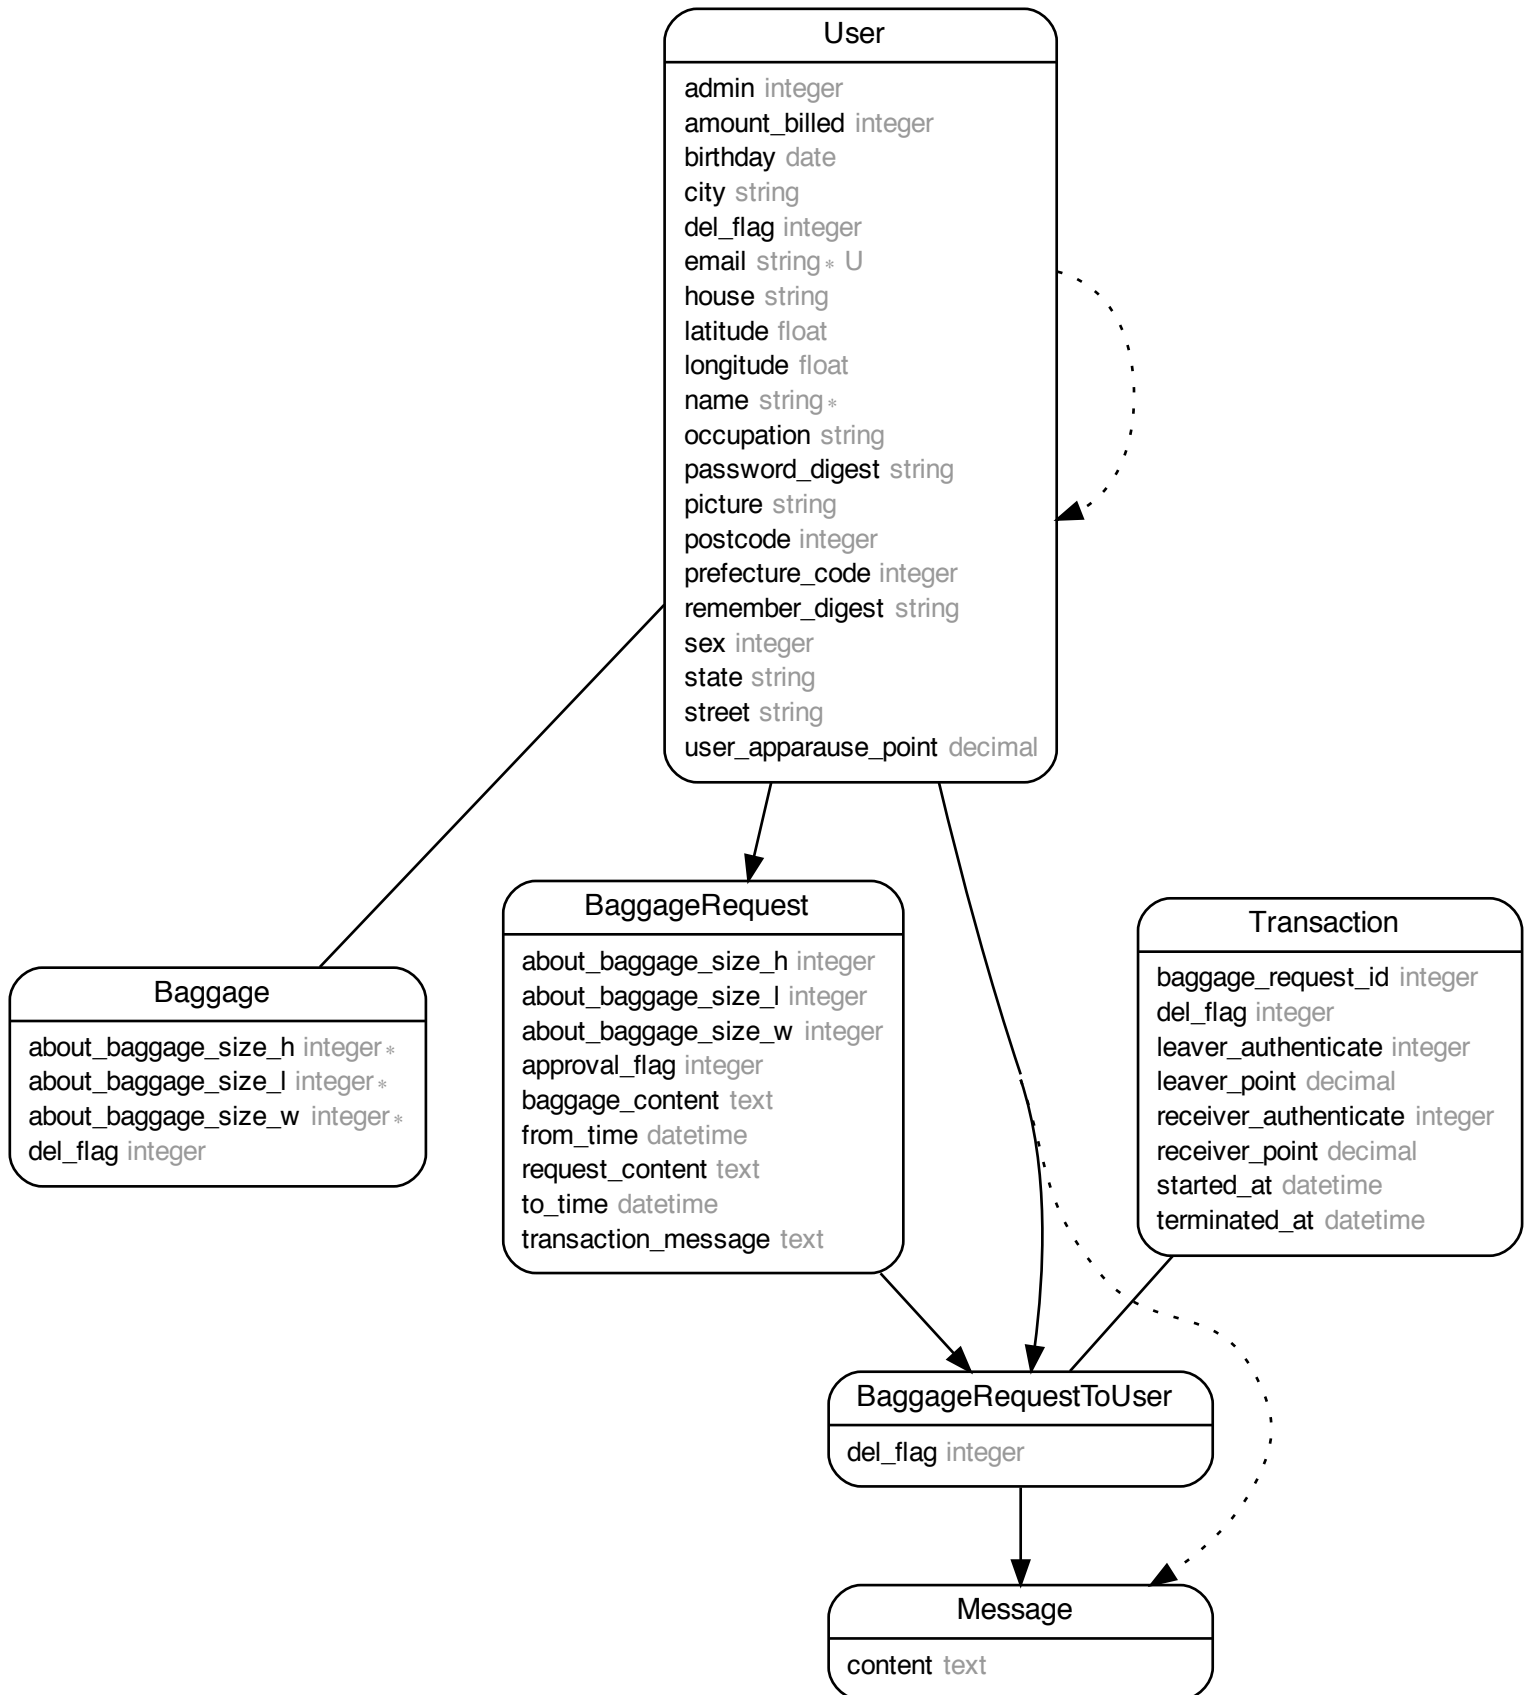 User
admin integer
amount_billed integer
birthday date
city string
del_flag integer
email string* U
house string
latitude float
longitude float
name string*
occupation string
password_digest string
picture string
postcode integer
prefecture_code integer
remember_digest string
sex integer
state string
street string
user_apparause_point decimal
Baggage
about_baggage_size_h integer*
about_baggage_size_l integer*
about_baggage_size_w integer*
del_flag integer
BaggageRequest
about_baggage_size_h integer
about_baggage_size_l integer
about_baggage_size_w integer
approval_flag integer
baggage_content text
from_time datetime
request_content text
to_time datetime
transaction_message text
Transaction
baggage_request_id integer
del_flag integer
leaver_authenticate integer
leaver_point decimal
receiver_authenticate integer
receiver_point decimal
started_at datetime
terminated_at datetime
BaggageRequestToUser
del_flag integer
Message
content text